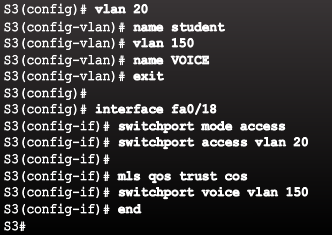 S3(config)# vlan 20
S3(config-vlan)# name student
S3(config-vlan)# vlan 150
S3(config-vlan)# name VOICE
S3(config-vlan)# exit
S3(config)#
S3(config)# interface fa0/18
S3(config-if)# switchport mode access
S3(config-if)# switchport access vlan 20
S3(config-if)#
S3(config-if)# mls qos trust cos
S3(config-if)# switchport voice vlan 150
S3(config-if)# end
S3#